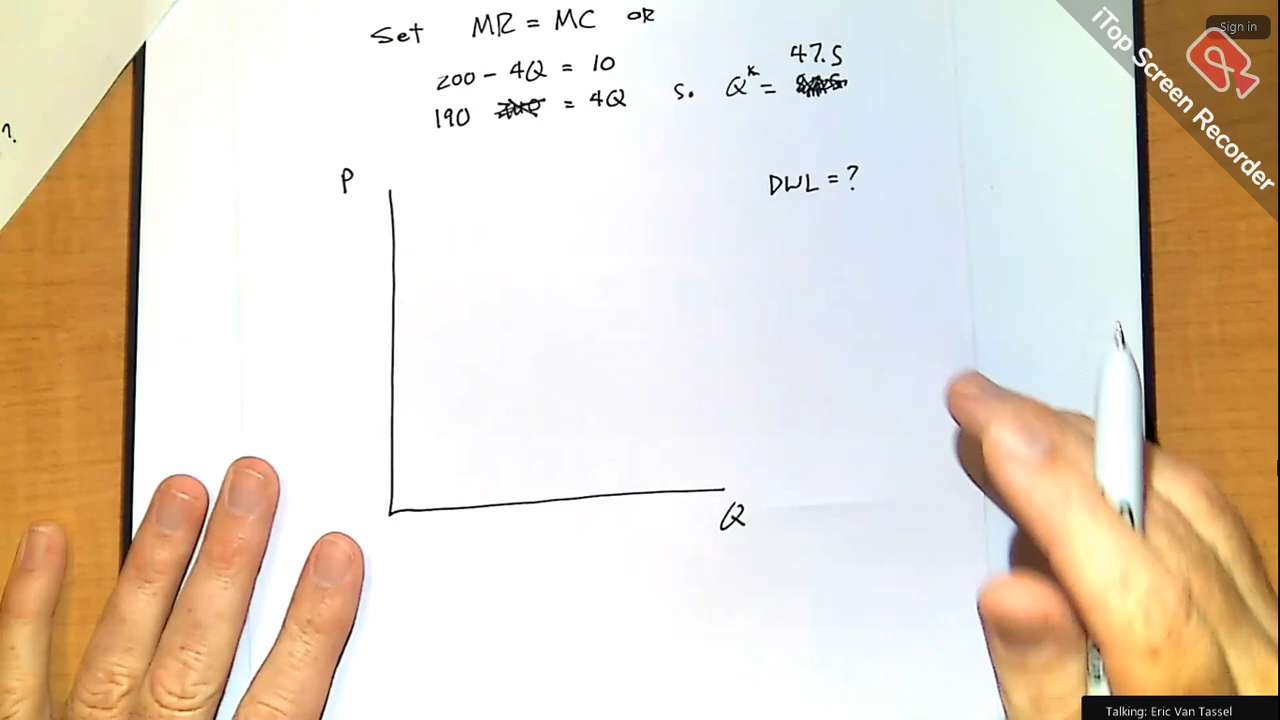 Set MR = MC OR
200 - 4Q = 10
190 = 4Q so Q* = 47.5
?
P
DWL = ?
Q
Sign in
iTop Screen Recorder
Talking: Eric Van Tassel